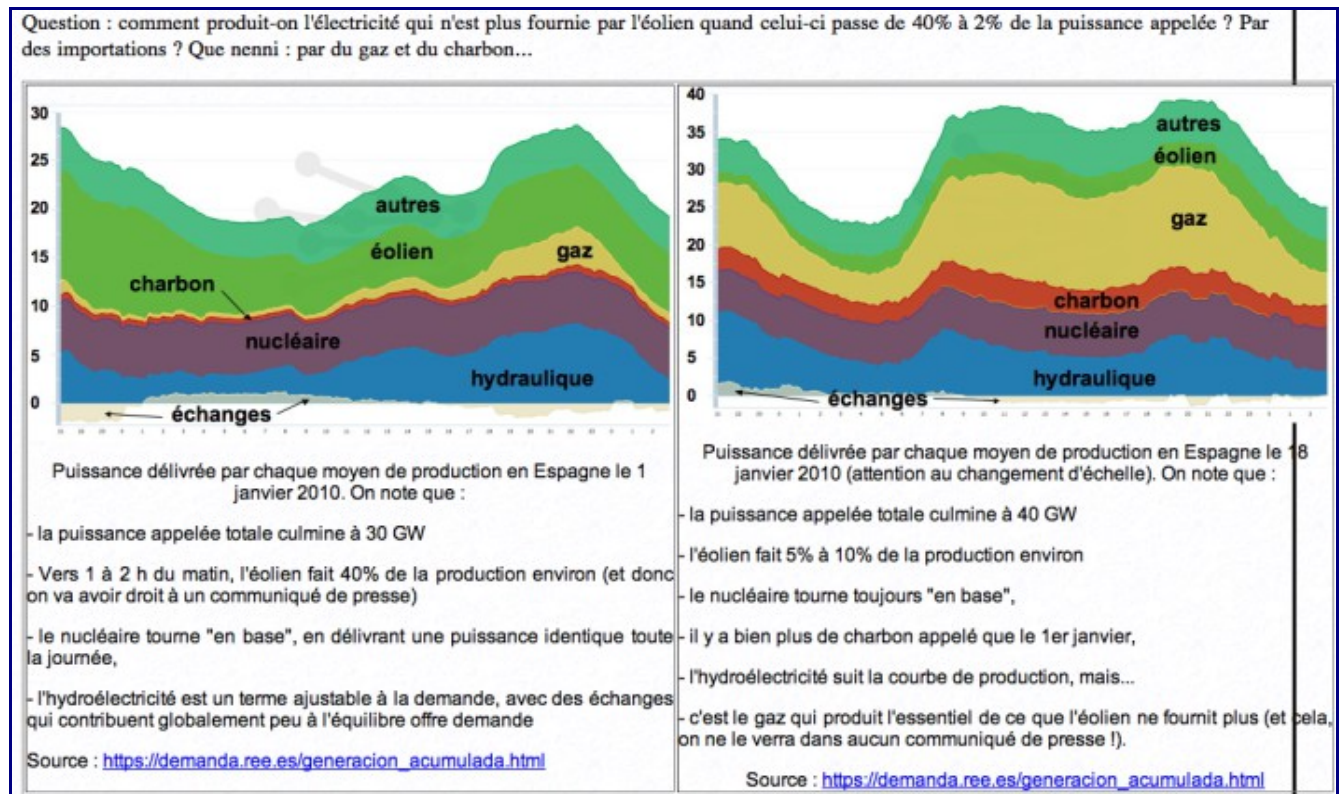 Question : comment produit-on l'électricité qui n'est plus fournie par l'éolien quand celui-ci passe de 40% à 2% de la puissance appelée ? Par
des importations ? Que nenni : par du gaz et du charbon...
30
25
20
15
10
5
0
autres
éolien
gaz
charbon
nucléaire
hydraulique
échanges
Puissance délivrée par chaque moyen de production en Espagne le 1
janvier 2010. On note que :
- la puissance appelée totale culmine à 30 GW
- Vers 1 à 2 h du matin, l'éolien fait 40% de la production environ (et donc
on va avoir droit à un communiqué de presse)
- le nucléaire tourne "en base", en délivrant une puissance identique toute
la journée,
- l'hydroélectricité est un terme ajustable à la demande, avec des échanges
qui contribuent globalement peu à l'équilibre offre demande
Source : https://demanda.ree.es/generacion_acumulada.html
40
35
30
25
20
15
10
5
0
autres
éolien
gaz
charbon
nucléaire
hydraulique
échanges
Puissance délivrée par chaque moyen de production en Espagne le 18
janvier 2010 (attention au changement d'échelle). On note que :
- la puissance appelée totale culmine à 40 GW
- l'éolien fait 5% à 10% de la production environ
- le nucléaire tourne toujours "en base",
- il y a bien plus de charbon appelé que le 1er janvier,
- l'hydroélectricité suit la courbe de production, mais...
- c'est le gaz qui produit l'essentiel de ce que l'éolien ne fournit plus (et cela,
on ne le verra dans aucun communiqué de presse !).
Source : https://demanda.ree.es/generacion_acumulada.html